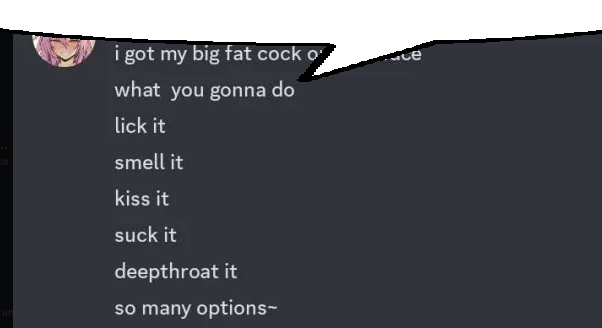 i got my big fat cock
what  you gonna do
lick it
smell it
kiss it
suck it
deepthroat it
so many options~